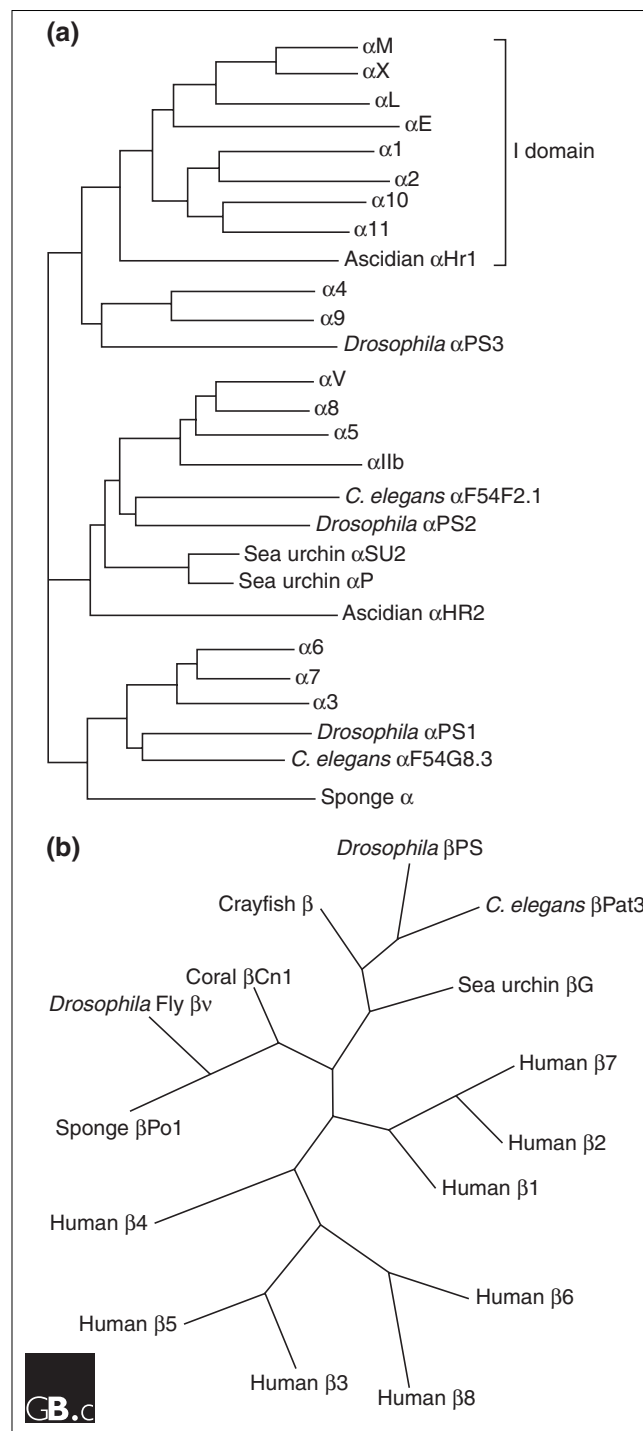 (a)
αM
αX
αL
αE
α1
α2
α10
α11
I domain
Ascidian αHr1
α4
α9
Drosophila αPS3
αV
α8
α5
αIIb
C. elegans αF54F2.1
Drosophila αPS2
Sea urchin αSU2
Sea urchin αP
Ascidian αHR2
α6
α7
α3
Drosophila αPS1
C. elegans αF54G8.3
Sponge α
(b)
Drosophila βPS
Crayfish β
C. elegans βPat3
Coral βCn1
Sea urchin βG
Drosophila Fly βν
Human β7
Sponge βPo1
Human β2
Human β1
Human β4
Human β6
Human β5
Human β3
Human β8
GB.c